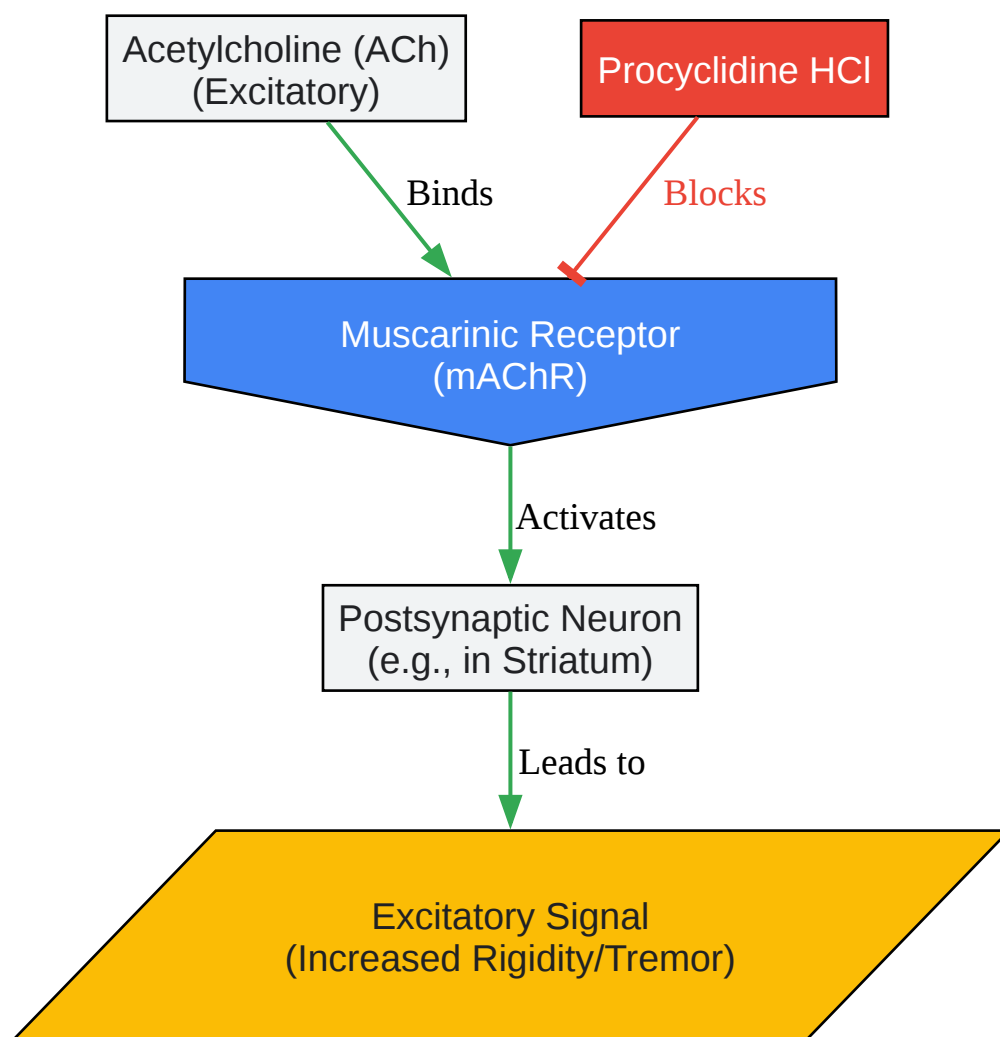 Acetylcholine (ACh)
(Excitatory)
Procyclidine HCl
Binds
Blocks
Muscarinic Receptor
(mAChR)
Activates
Postsynaptic Neuron
(e.g., in Striatum)
Leads to
Excitatory Signal
(Increased Rigidity/Tremor)